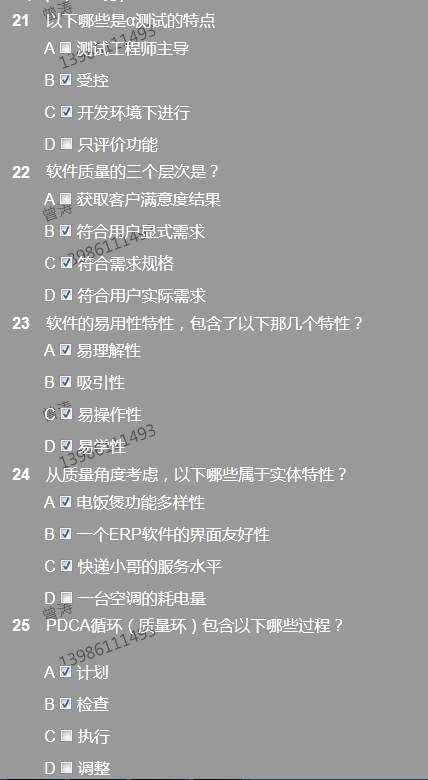 21 以下哪些是α测试的特点
A 测试工程师主导
B 受控
C 开发环境下进行
D 只评价功能
22 软件质量的三个层次是？
A 获取客户满意度结果
B 符合用户显式需求
C 符合需求规格
D 符合用户实际需求
23 软件的易用性特性，包含了以下那几个特性？
A 易理解性
B 吸引性
C 易操作性
D 易学性
24 从质量角度考虑，以下哪些属于实体特性？
A 电饭煲功能多样性
B 一个ERP软件的界面友好性
C 快递小哥的服务水平
D 一台空调的耗电量
25 PDCA循环（质量环）包含以下哪些过程？
A 计划
B 检查
C 执行
D 调整
曾涛
13986111493
曾涛
13986111493
曾涛
13986111493
曾涛
13986111493